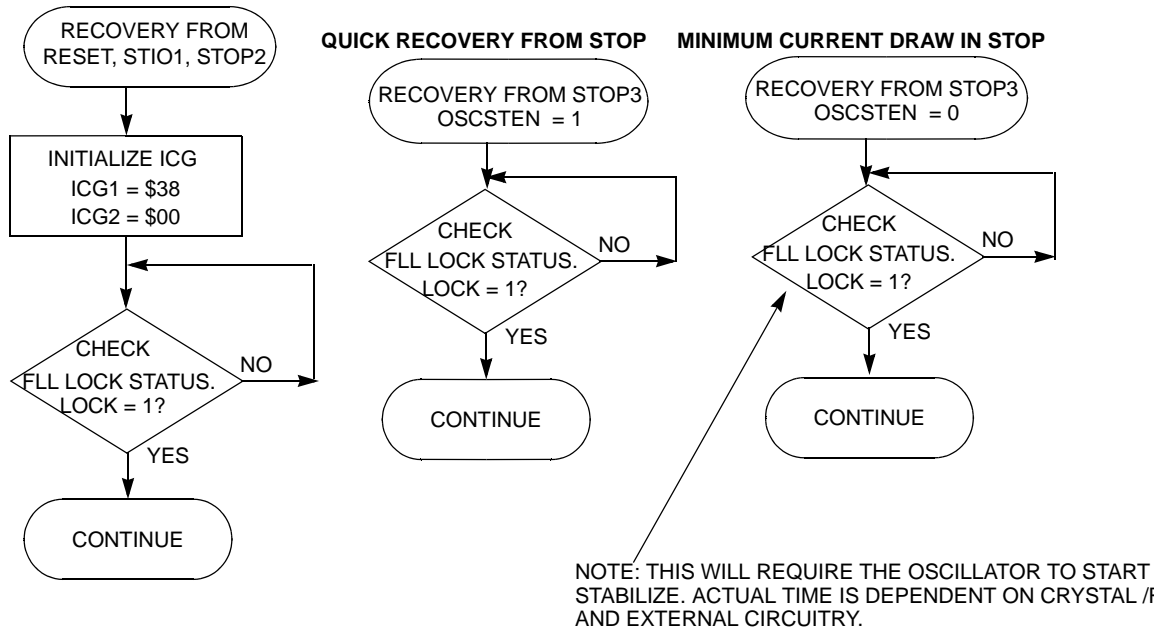 RECOVERY FROM
RESET, STIO1, STOP2
INITIALIZE ICG
ICG1 = $38
ICG2 = $00
CHECK
FLL LOCK STATUS.
LOCK = 1?
NO
YES
CONTINUE
QUICK RECOVERY FROM STOP
RECOVERY FROM STOP3
OSCSTEN = 1
CHECK
FLL LOCK STATUS.
LOCK = 1?
NO
YES
CONTINUE
MINIMUM CURRENT DRAW IN STOP
RECOVERY FROM STOP3
OSCSTEN = 0
CHECK
FLL LOCK STATUS.
LOCK = 1?
NO
YES
CONTINUE
NOTE: THIS WILL REQUIRE THE OSCILLATOR TO START
STABILIZE. ACTUAL TIME IS DEPENDENT ON CRYSTAL /
AND EXTERNAL CIRCUITRY.